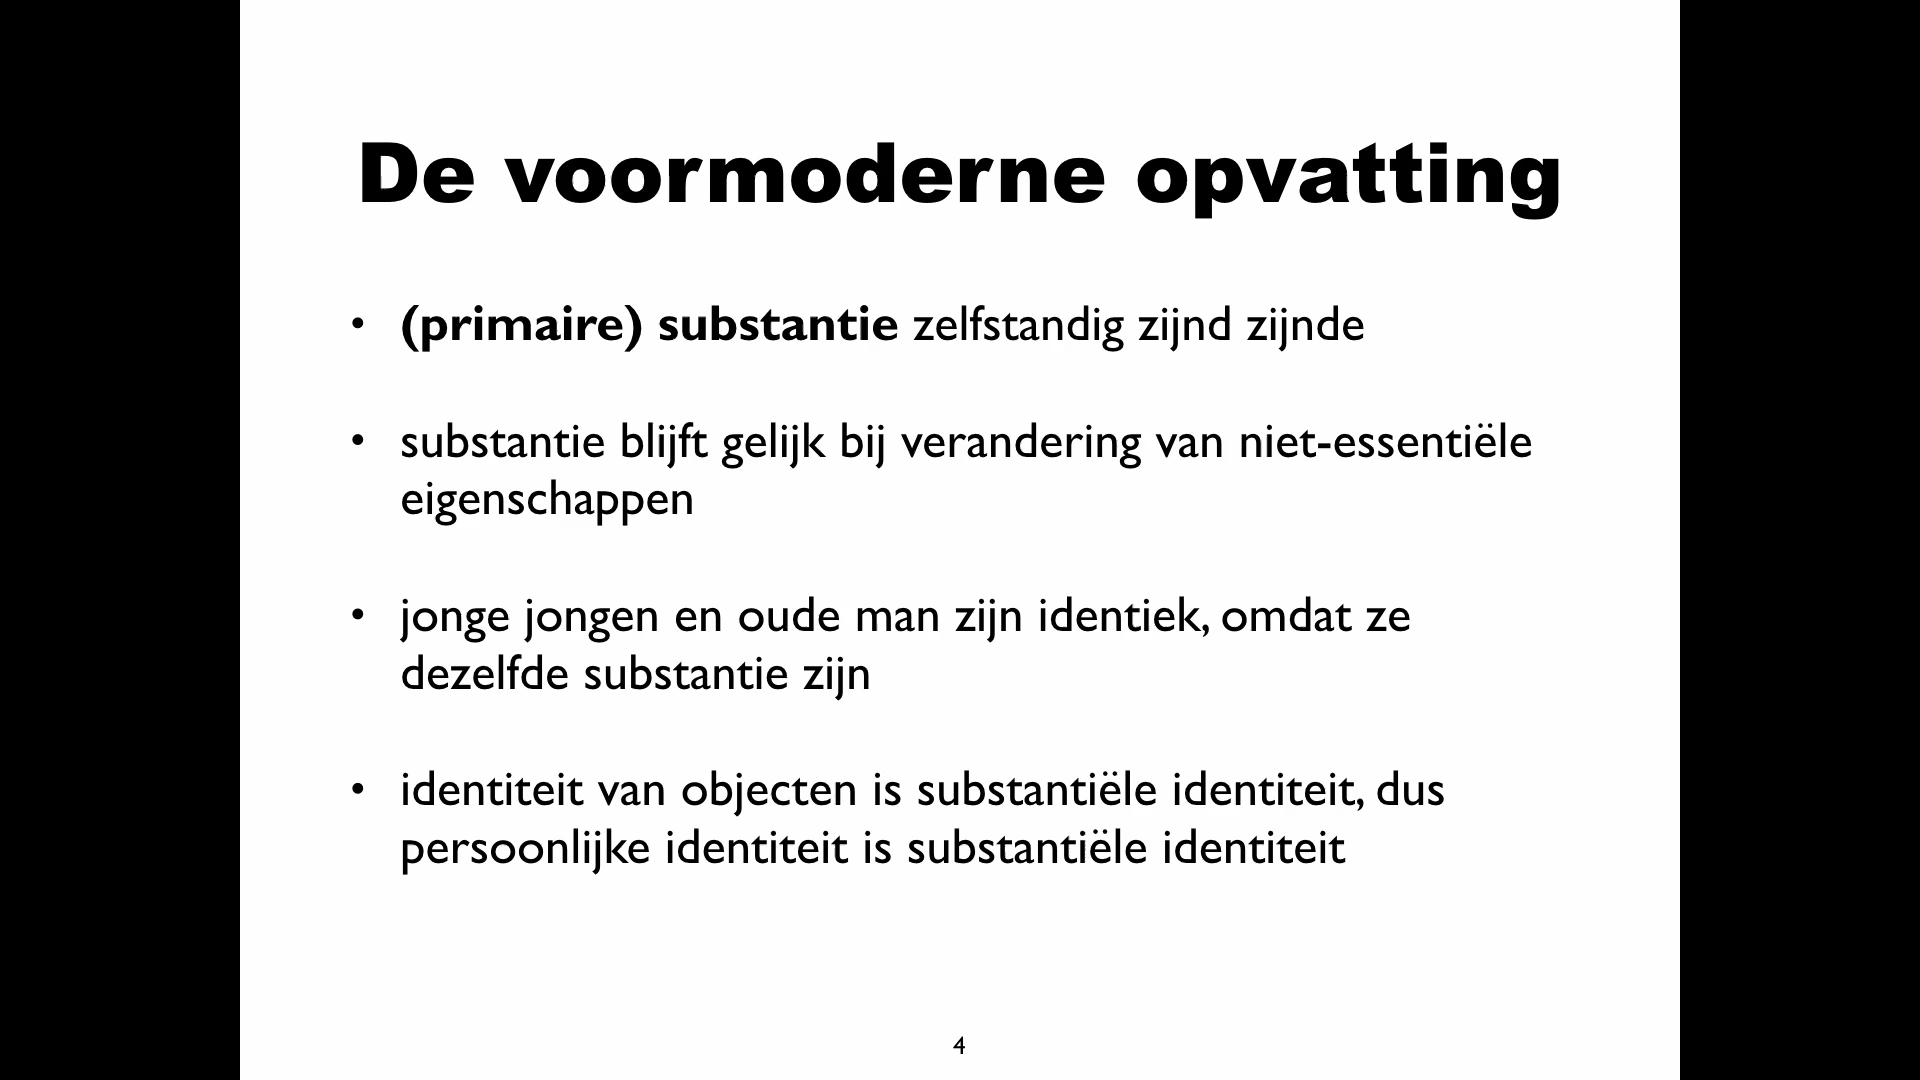 De voormoderne opvatting
• (primaire) substantie zelfstandig zijnd zijnde
• substantie blijft gelijk bij verandering van niet-essentiële
eigenschappen
• jonge jongen en oude man zijn identiek, omdat ze
dezelfde substantie zijn
• identiteit van objecten is substantiële identiteit, dus
persoonlijke identiteit is substantiële identiteit
4